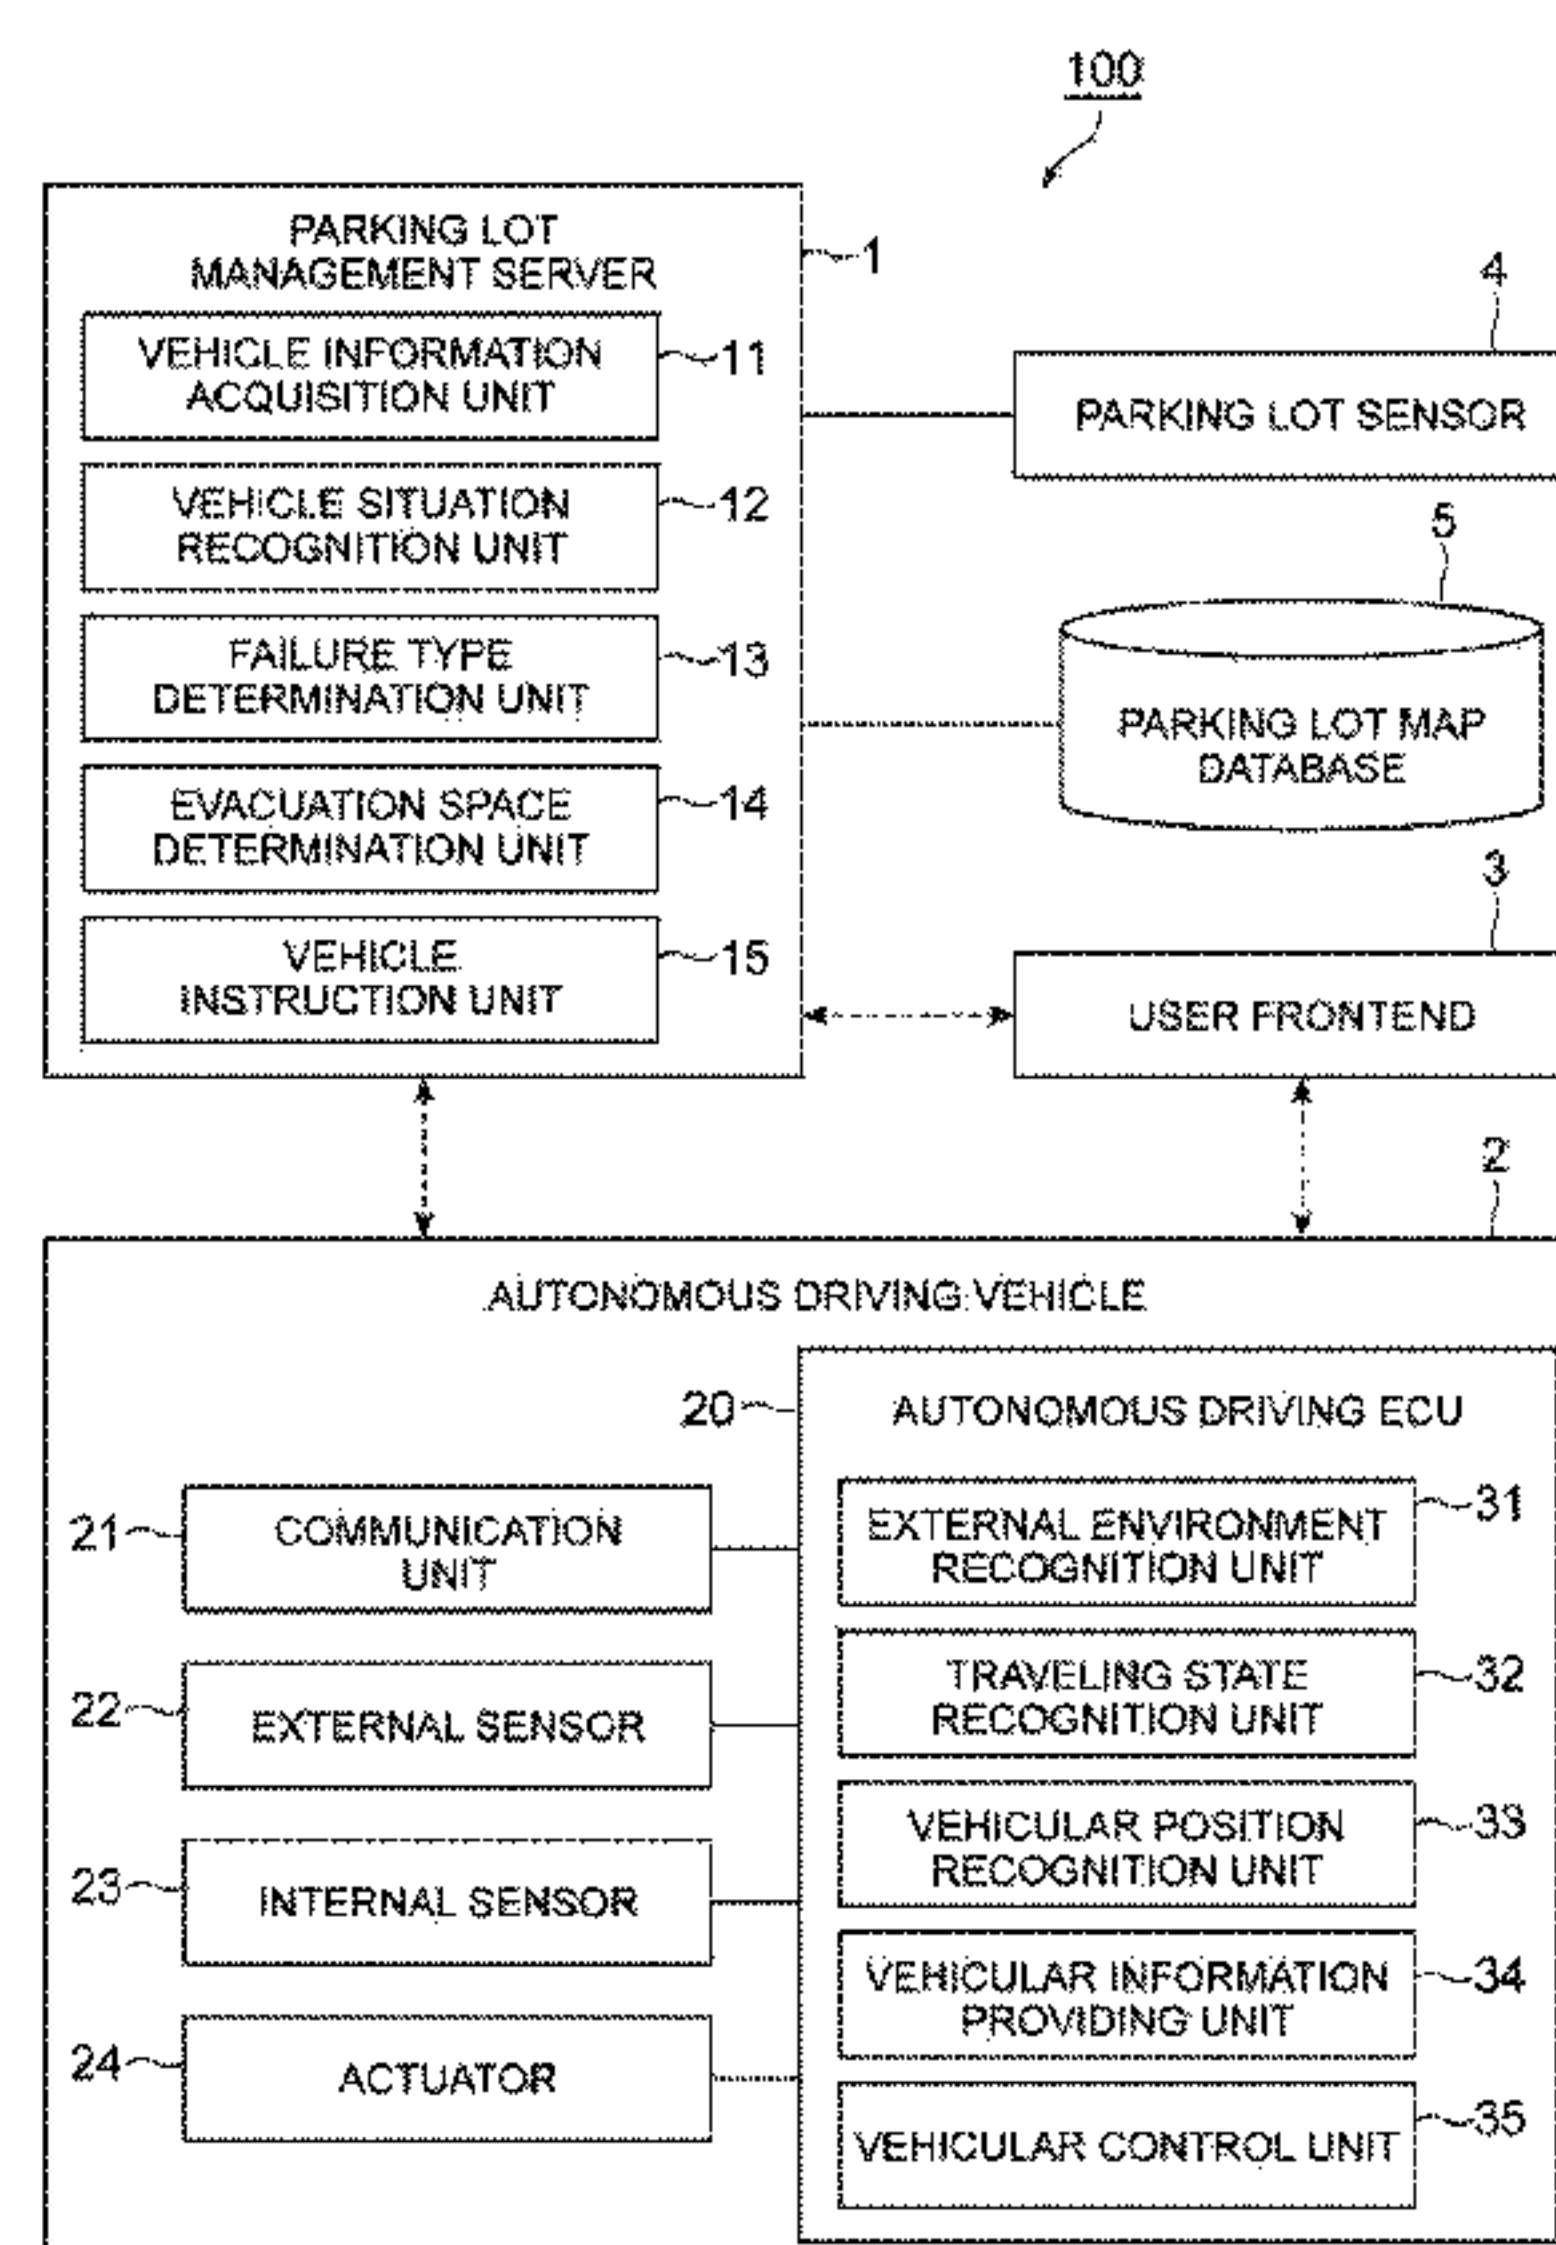 100
PARKING LOT
MANAGEMENT SERVER
1
VEHICLE INFORMATION
ACQUISITION UNIT
11
VEHICLE SITUATION
RECOGNITION UNIT
12
FAILURE TYPE
DETERMINATION UNIT
13
EVACUATION SPACE
DETERMINATION UNIT
14
VEHICLE
INSTRUCTION UNIT
15
4
PARKING LOT SENSOR
5
PARKING LOT MAP
DATABASE
3
USER FRONTEND
2
AUTONOMOUS DRIVING VEHICLE
20
AUTONOMOUS DRIVING ECU
21
COMMUNICATION
UNIT
22
EXTERNAL SENSOR
23
INTERNAL SENSOR
24
ACTUATOR
EXTERNAL ENVIRONMENT
RECOGNITION UNIT
31
TRAVELING STATE
RECOGNITION UNIT
32
VEHICULAR POSITION
RECOGNITION UNIT
33
VEHICULAR INFORMATION
PROVIDING UNIT
34
VEHICULAR CONTROL UNIT
35